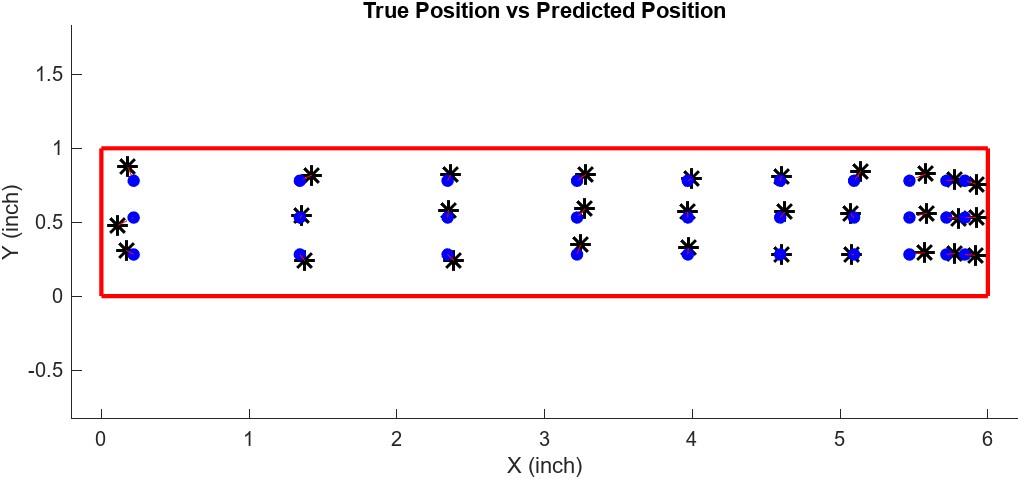 True Position vs Predicted Position
1.5
1
0.5
0
-0.5
Y (inch)
0 1 2 3 4 5 6
X (inch)